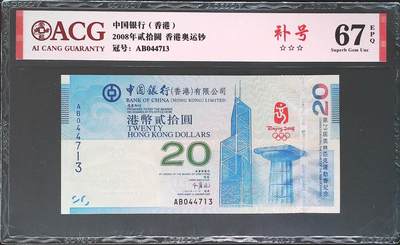 ACG
AI CANG GUARANTY
中国银行（香港）
2008年贰拾圆 香港奥运钞
冠号：AB044713
补号
☆☆☆
67 EPQ
Superb Gem Unc
中國銀行(香港)有限公司
BANK OF CHINA (HONG KONG) LIMITED
港幣貳拾圓
TWENTY
HONG KONG DOLLARS
20
AB044713
AB044713
Beijing 2008
20